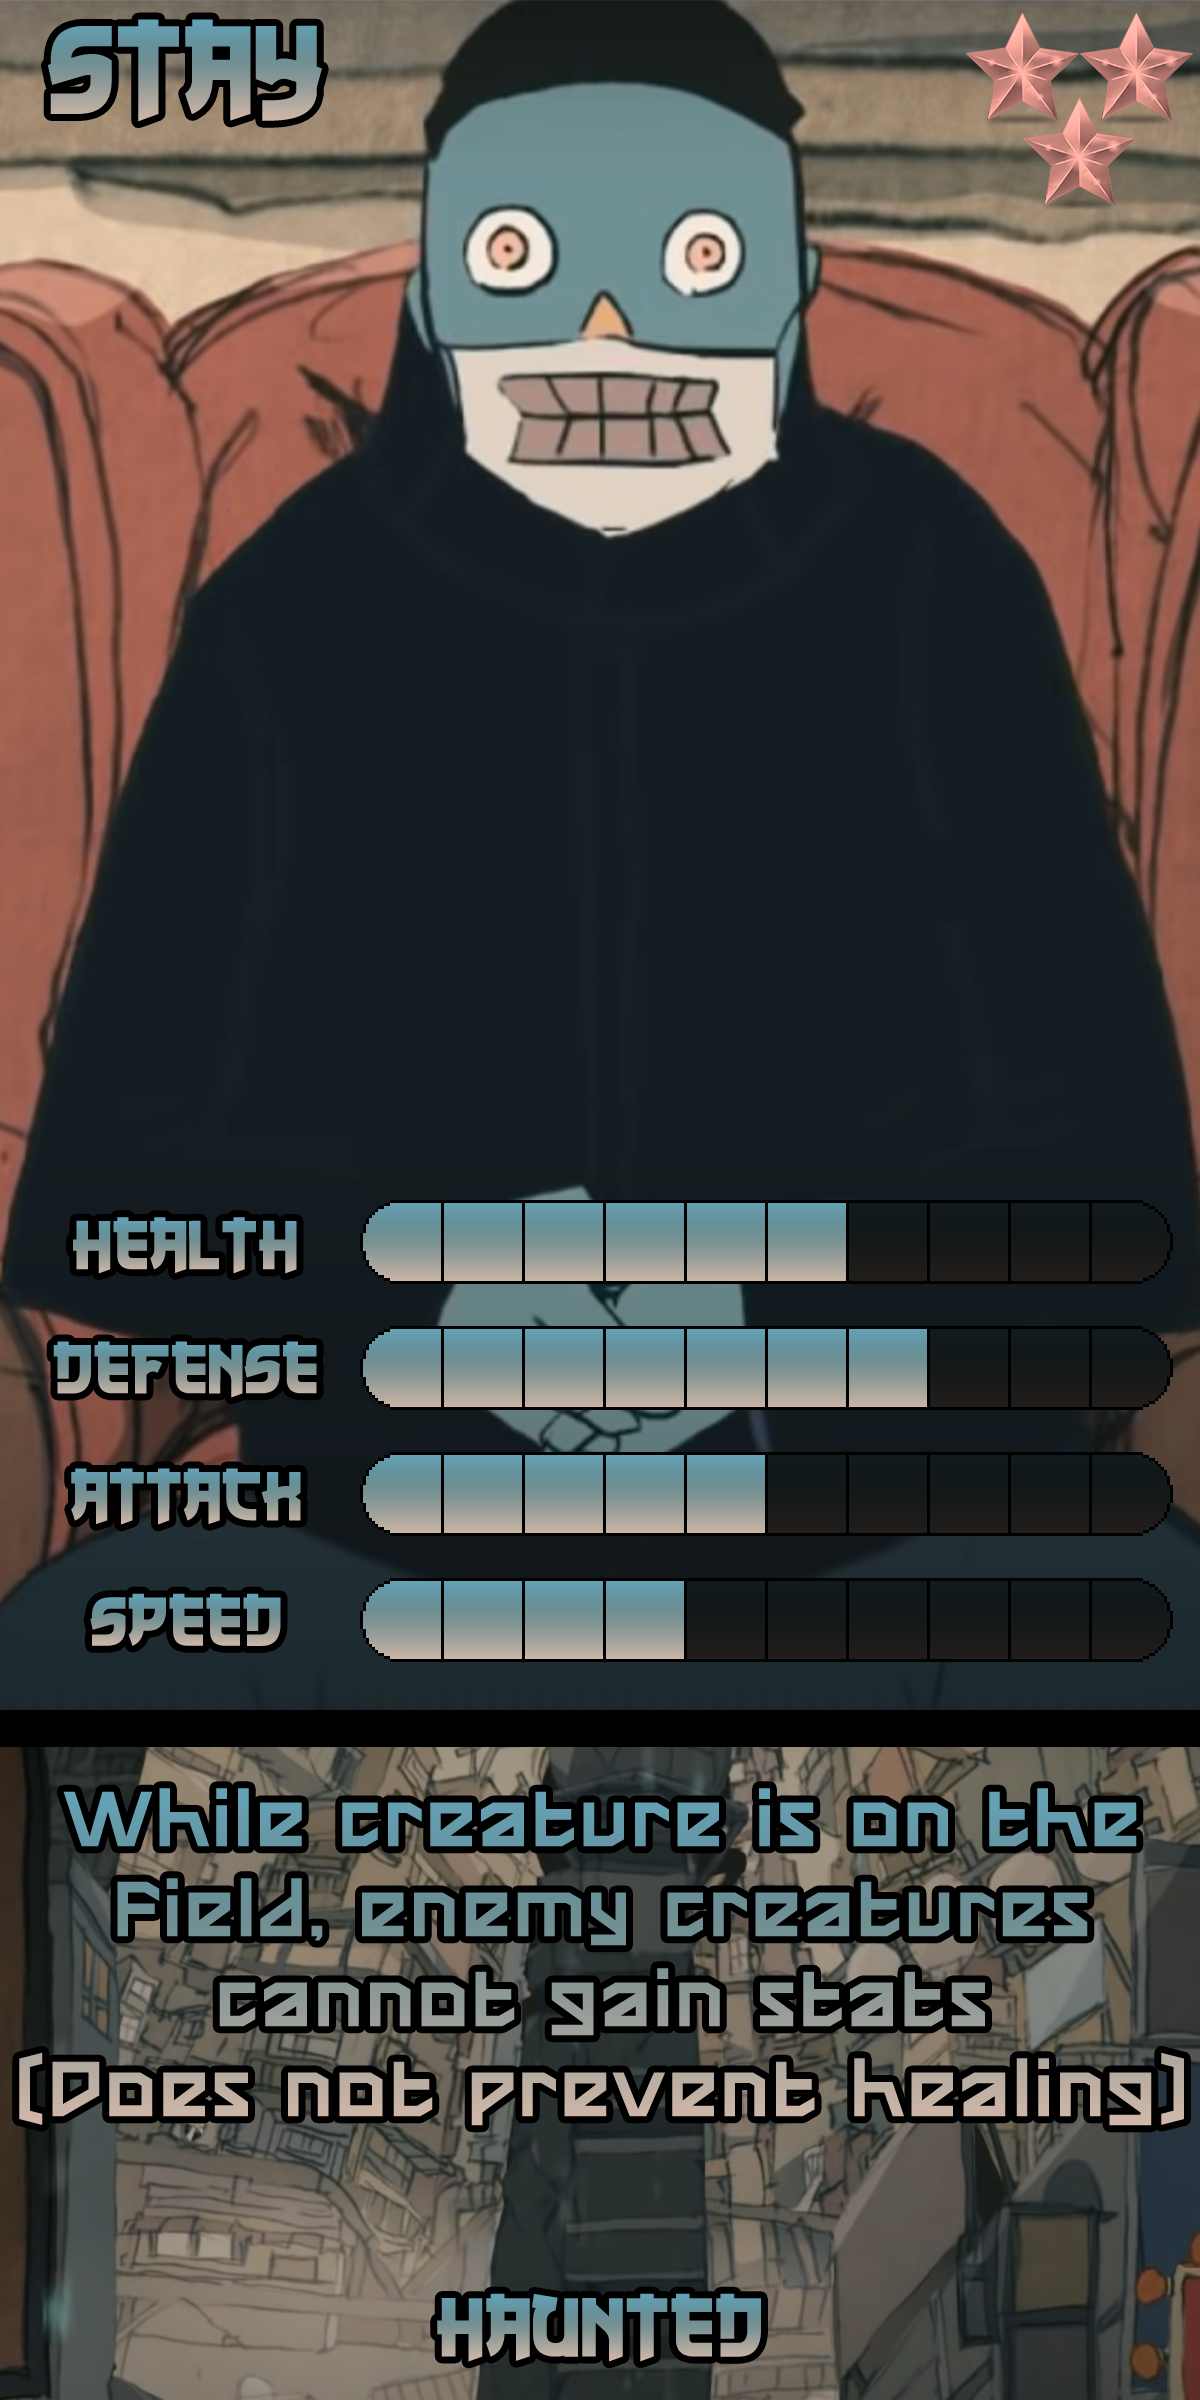 STAY
HEALTH
DEFENSE
ATTACK
SPEED
While creature is on the
field, enemy creatures
cannot gain stats
(Does not prevent healing)
HAUNTED